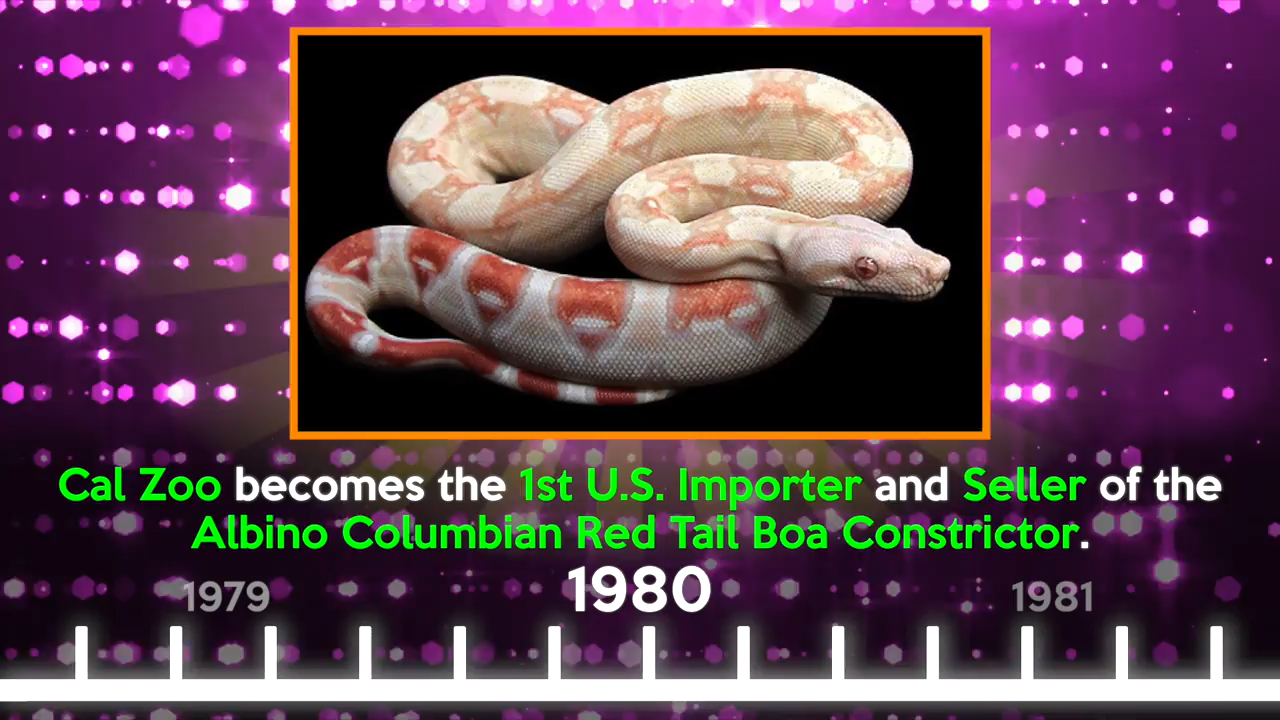 Cal Zoo becomes the 1st U.S. Importer and Seller of the
Albino Columbian Red Tail Boa Constrictor.
1979 1980 1981